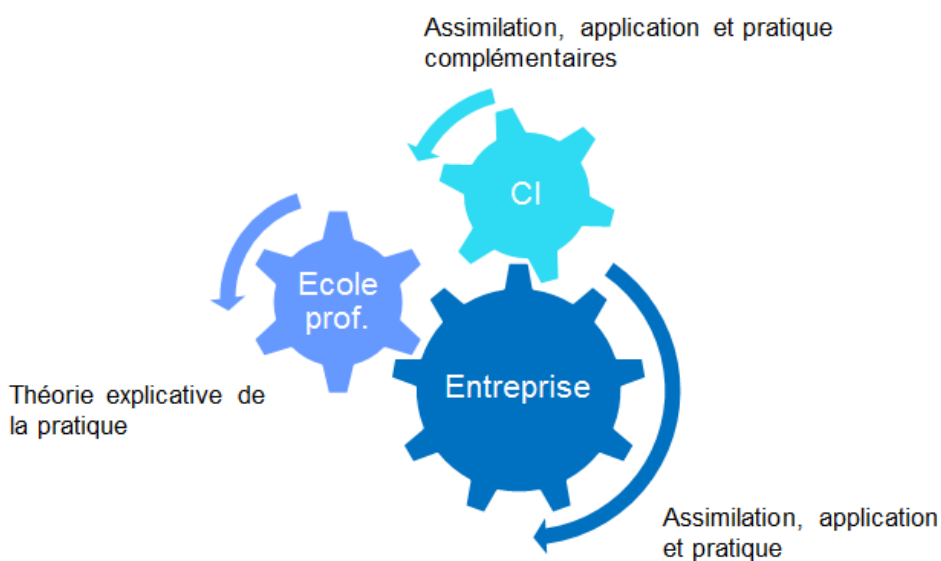 Assimilation, application et pratique
complémentaires
CI
Ecole
prof.
Entreprise
Théorie explicative de
la pratique
Assimilation, application
et pratique